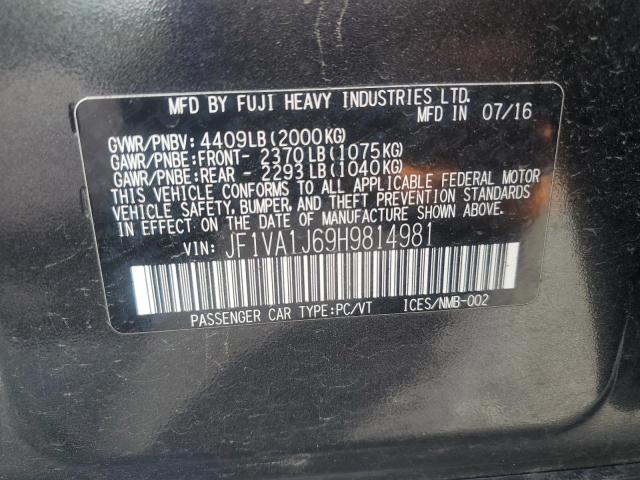 MFD BY FUJI HEAVY INDUSTRIES LTD.
MFD IN 07/16
GVWR/PNBV: 4409LB(2000KG)
GAWR/PNBE:FRONT- 2370LB(1075KG)
GAWR/PNBE:REAR - 2293LB(1040KG)
THIS VEHICLE CONFORMS TO ALL APPLICABLE FEDERAL MOTOR
VEHICLE SAFETY, BUMPER, AND THEFT PREVENTION STANDARDS
IN EFFECT ON THE DATE OF MANUFACTURE SHOWN ABOVE.
VIN: JF1VA1J69H9814981
PASSENGER CAR TYPE:PC/VT ICES/NMB-002